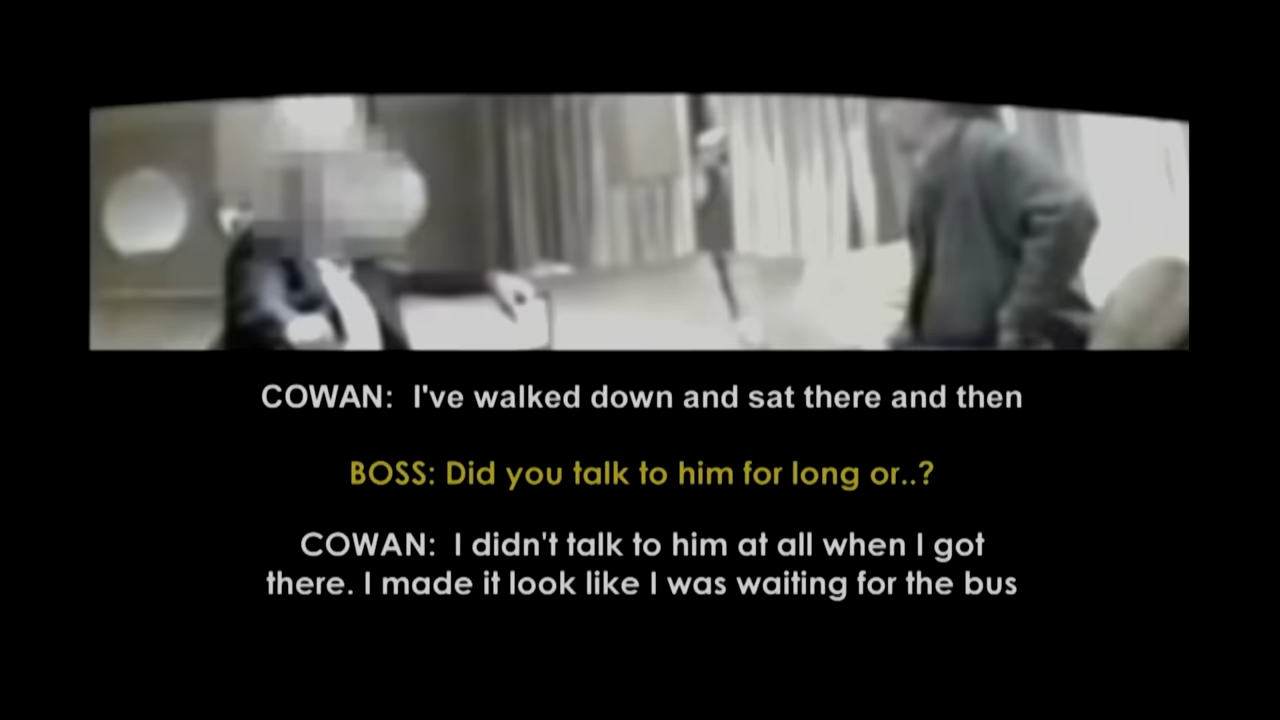 COWAN: I've walked down and sat there and then
BOSS: Did you talk to him for long or..?
COWAN: I didn't talk to him at all when I got
there. I made it look like I was waiting for the bus